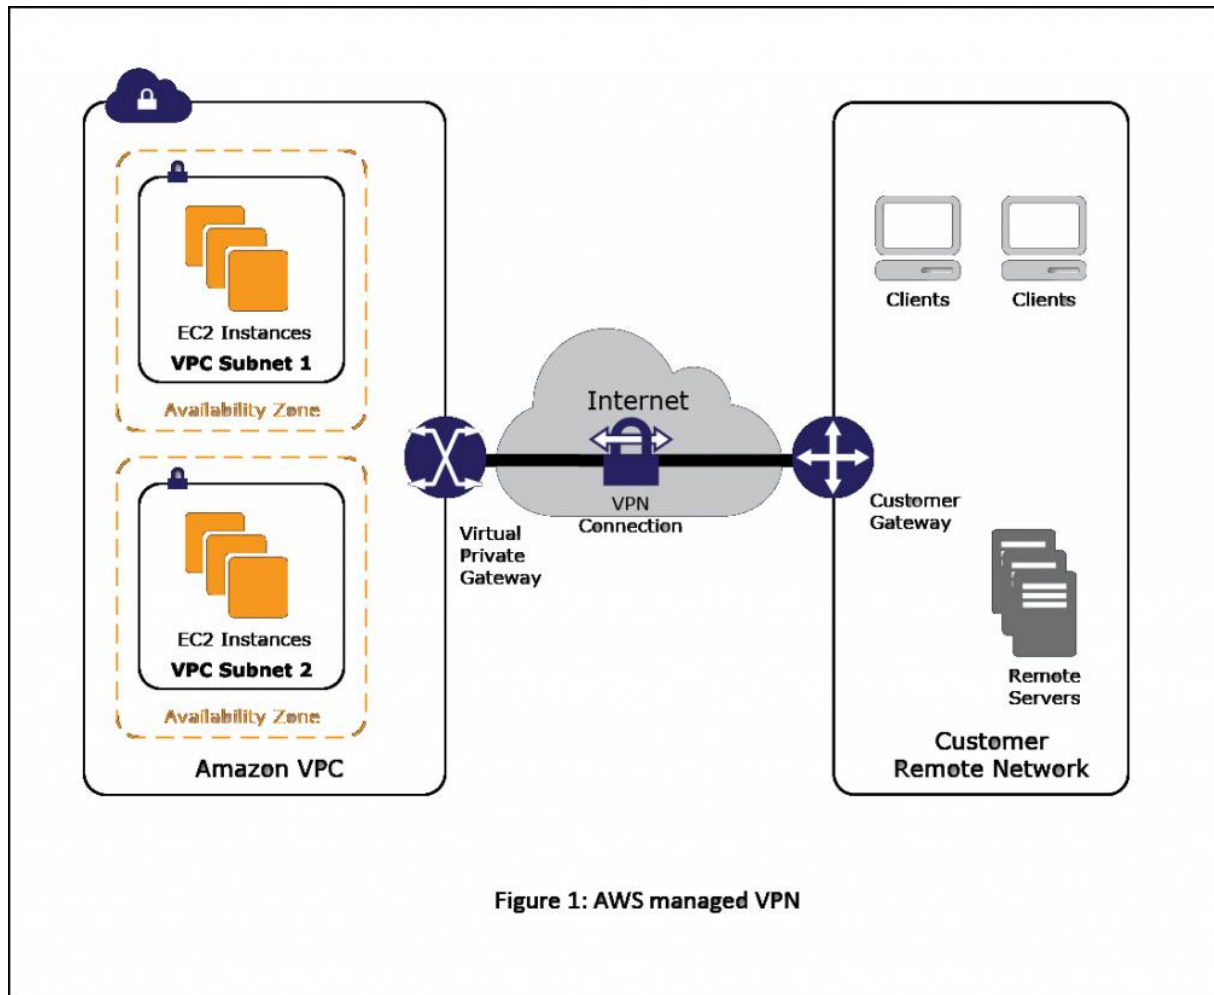 EC2 Instances
VPC Subnet 1
Availability Zone
EC2 Instances
VPC Subnet 2
Availability Zone
Amazon VPC
Virtual
Private
Gateway
Internet
VPN
Connection
Clients
Clients
Customer
Gateway
Remote
Servers
Customer
Remote Network
Figure 1: AWS managed VPN